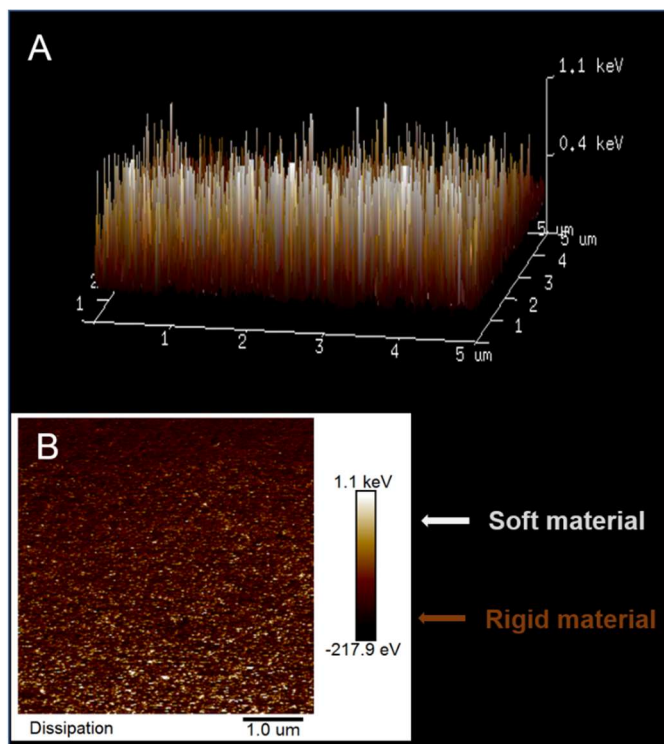 A
1.1 keV
0.4 keV
5 um
5 um
4
3
2
1
2
1
1
2
3
4
5 um
B
1.1 keV
-217.9 eV
Soft material
Rigid material
Dissipation
1.0 um